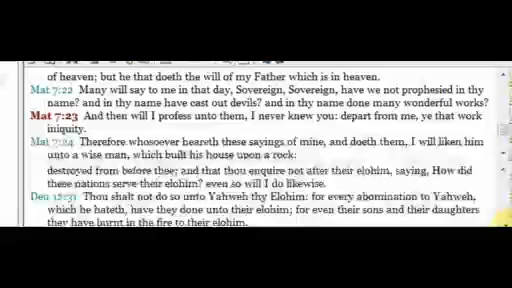 of heaven; but he that doeth the will of my Father which is in heaven.
Mat 7:22 Many will say to me in that day, Sovereign, Sovereign, have we not prophesied in thy
name? and in thy name have cast out devils? and in thy name done many wonderful works?
Mat 7:23 And then will I profess unto them, I never knew you: depart from me, ye that work
iniquity.
Mat 7:24 Therefore whosoever heareth these sayings of mine, and doeth them, I will liken him
unto a wise man, which built his house upon a rock:
destroyed from before thee; and that thou enquire not after their elohim, saying, How did
these nations serve their elohim? even so will I do likewise.
Deu 12:31 Thou shalt not do so unto Yahweh thy Elohim: for every abomination to Yahweh,
which he hateth, have they done unto their elohim; for even their sons and their daughters
they have burnt in the fire to their elohim.